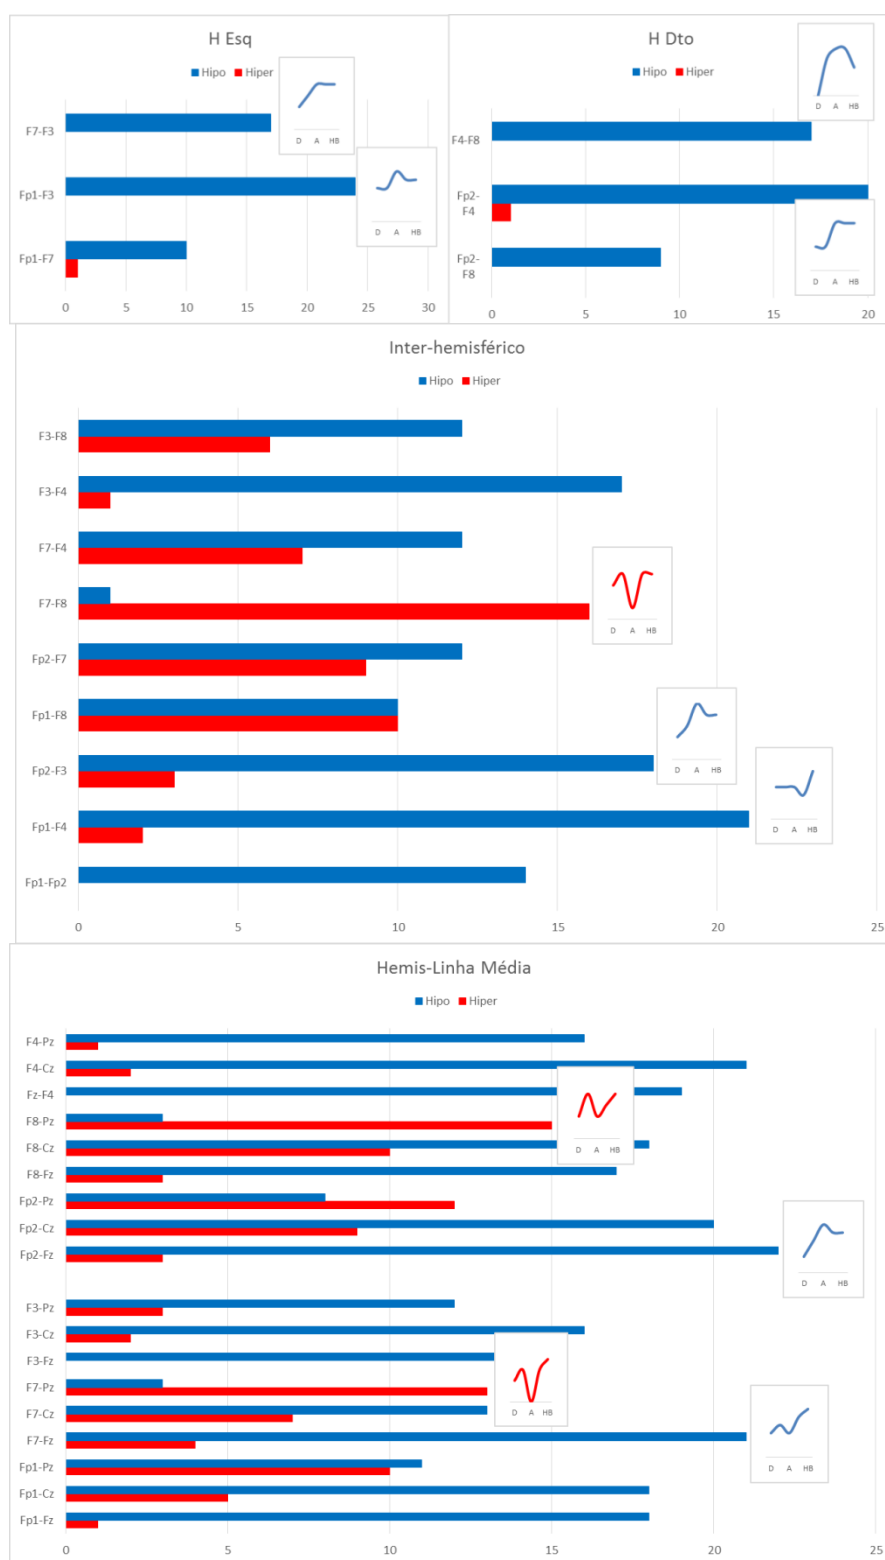 H Esq
Hipo Hiper
D A HB
F7-F3
D A HB
Fp1-F3
Fp1-F7
0 5 10 15 20 25 30
H Dto
Hipo Hiper
D A HB
F4-F8
Fp2-
F4
D A HB
Fp2-
F8
0 5 10 15 20
Inter-hemisférico
Hipo Hiper
F3-F8
F3-F4
F7-F4
F7-F8
D A HB
Fp2-F7
Fp1-F8
D A HB
Fp2-F3
Fp1-F4
D A HB
Fp1-Fp2
0 5 10 15 20 25
Hemis-Linha Média
Hipo Hiper
F4-Pz
F4-Cz
Fz-F4
F8-Pz
D A HB
F8-Cz
F8-Fz
Fp2-Pz
Fp2-Cz
Fp2-Fz
D A HB
F3-Pz
F3-Cz
F3-Fz
F7-Pz
D A HB
F7-Cz
F7-Fz
D A HB
Fp1-Pz
Fp1-Cz
Fp1-Fz
0 5 10 15 20 25